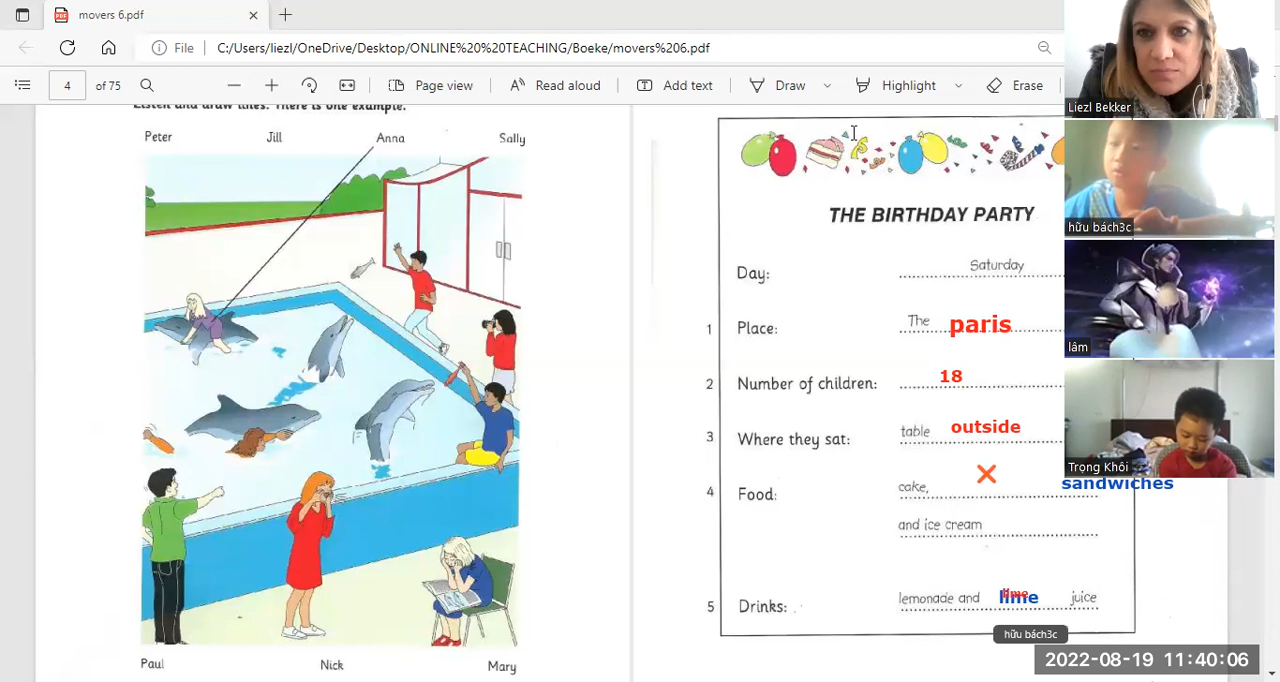 movers 6.pdf
File C:/Users/liezl/OneDrive/Desktop/ONLINE%20%20TEACHING/Boeke/movers%206.pdf
4 of 75 Page view Read aloud Add text Draw Highlight Erase
Listen and draw lines. There is one example.
Peter Jill Anna Sally
Paul Nick Mary
THE BIRTHDAY PARTY
Day: Saturday
1 Place: The paris
2 Number of children: 18
3 Where they sat: table outside
4 Food: cake, sandwiches
and ice cream
5 Drinks: lemonade and lime lime juice
hữu bách3c
Liezl Bekker
hữu bách3c
lâm
Trọng Khôi
2022-08-19 11:40:06